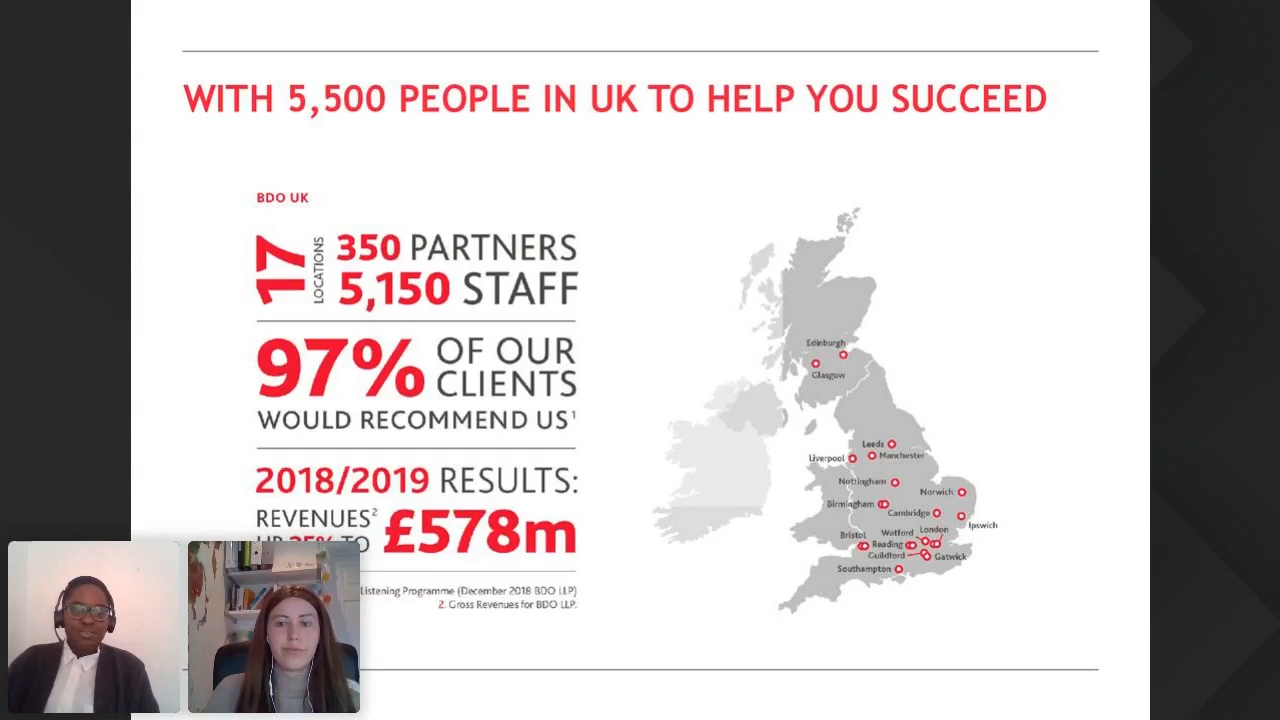 WITH 5,500 PEOPLE IN UK TO HELP YOU SUCCEED
BDO UK
17
LOCATIONS
350 PARTNERS
5,150 STAFF
97%
OF OUR
CLIENTS
WOULD RECOMMEND US¹
2018/2019 RESULTS:
REVENUES²
UP 25% TO
£578m
Listening Programme (December 2018 BDO LLP)
2. Gross Revenues for BDO LLP.
Edinburgh
Glasgow
Leeds
Manchester
Liverpool
Nottingham
Norwich
Birmingham
Cambridge
Ipswich
London
Watford
Bristol
Reading
Guildford
Gatwick
Southampton